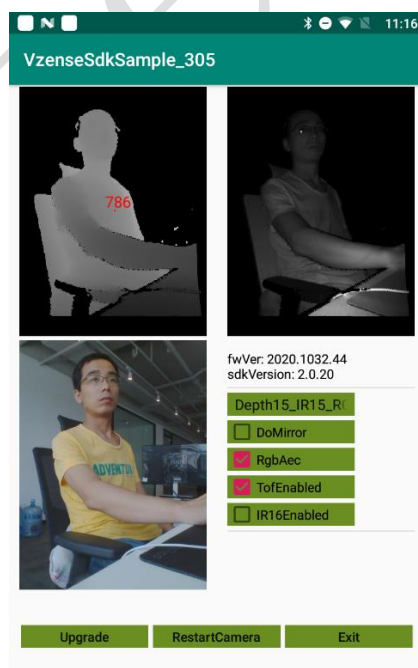 11:16
VzenseSdkSample_305
786
ADVENTU
fwVer: 2020.1032.44
sdkVersion: 2.0.20
Depth15_IR15_R
DoMirror
RgbAec
TofEnabled
IR16Enabled
Upgrade RestartCamera Exit